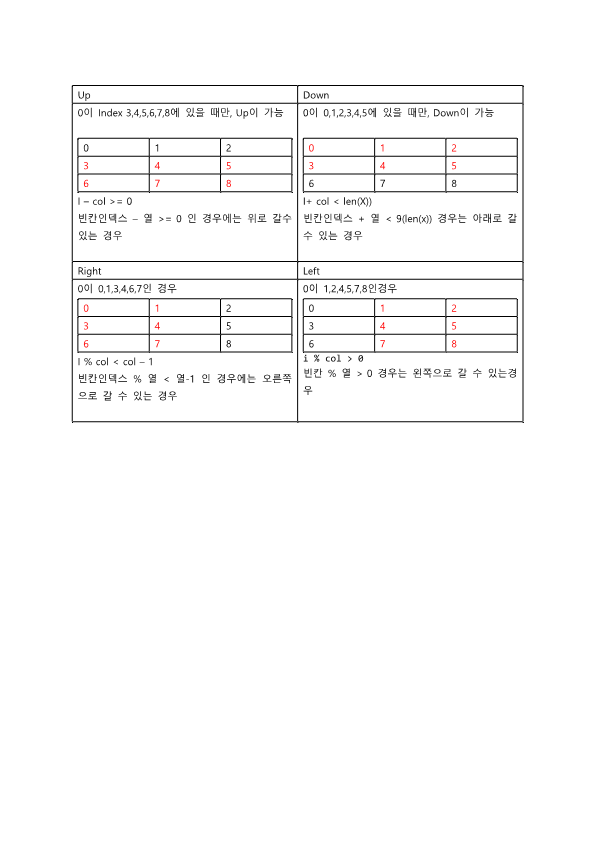 Up
0이 Index 3,4,5,6,7,8에 있을 때만, Up이 가능
0 1 2
3 4 5
6 7 8
I – col >= 0
빈칸인덱스 – 열 >= 0 인 경우에는 위로 갈수
있는 경우
Down
0이 0,1,2,3,4,5에 있을 때만, Down이 가능
0 1 2
3 4 5
6 7 8
I+ col < len(X))
빈칸인덱스 + 열 < 9(len(x)) 경우는 아래로 갈
수 있는 경우
Right
0이 0,1,3,4,6,7인 경우
0 1 2
3 4 5
6 7 8
I % col < col – 1
빈칸인덱스 % 열 < 열-1 인 경우에는 오른쪽
으로 갈 수 있는 경우
Left
0이 1,2,4,5,7,8인경우
0 1 2
3 4 5
6 7 8
i % col > 0
빈칸 % 열 > 0 경우는 왼쪽으로 갈 수 있는경
우